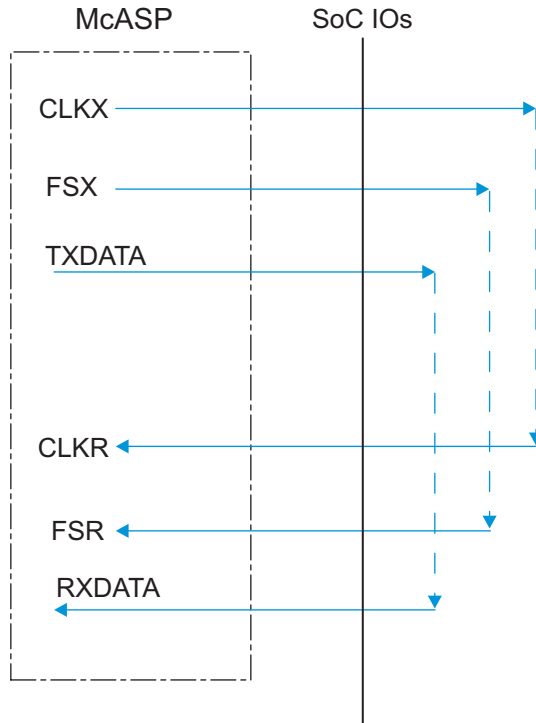 McASP
SoC IOs
CLKX
FSX
TXDATA
CLKR
FSR
RXDATA